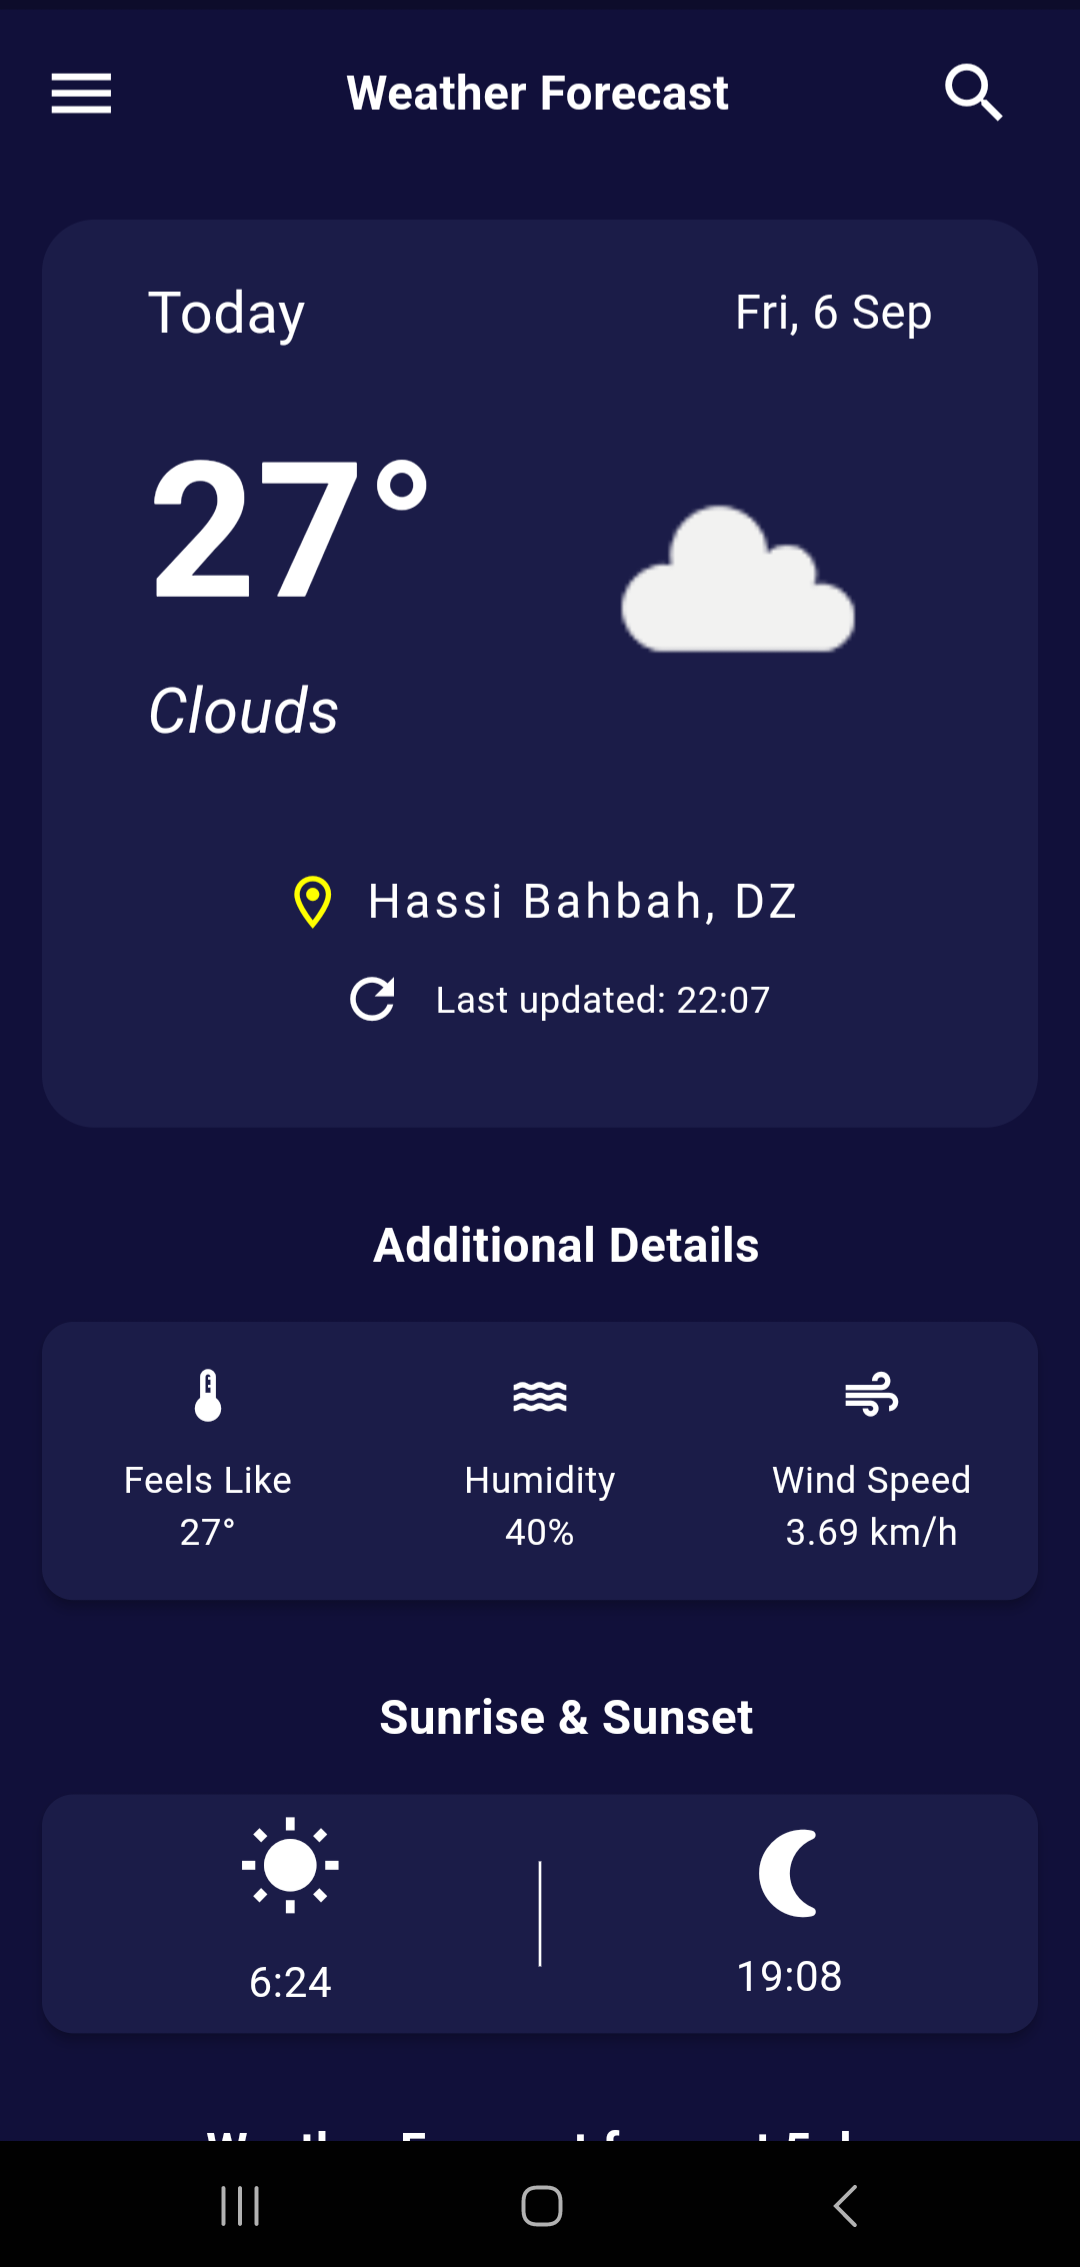 Weather Forecast
Today
Fri, 6 Sep
27°
Clouds
Hassi Bahbah, DZ
Last updated: 22:07
Additional Details
Feels Like
27°
Humidity
40%
Wind Speed
3.69 km/h
Sunrise & Sunset
6:24
19:08